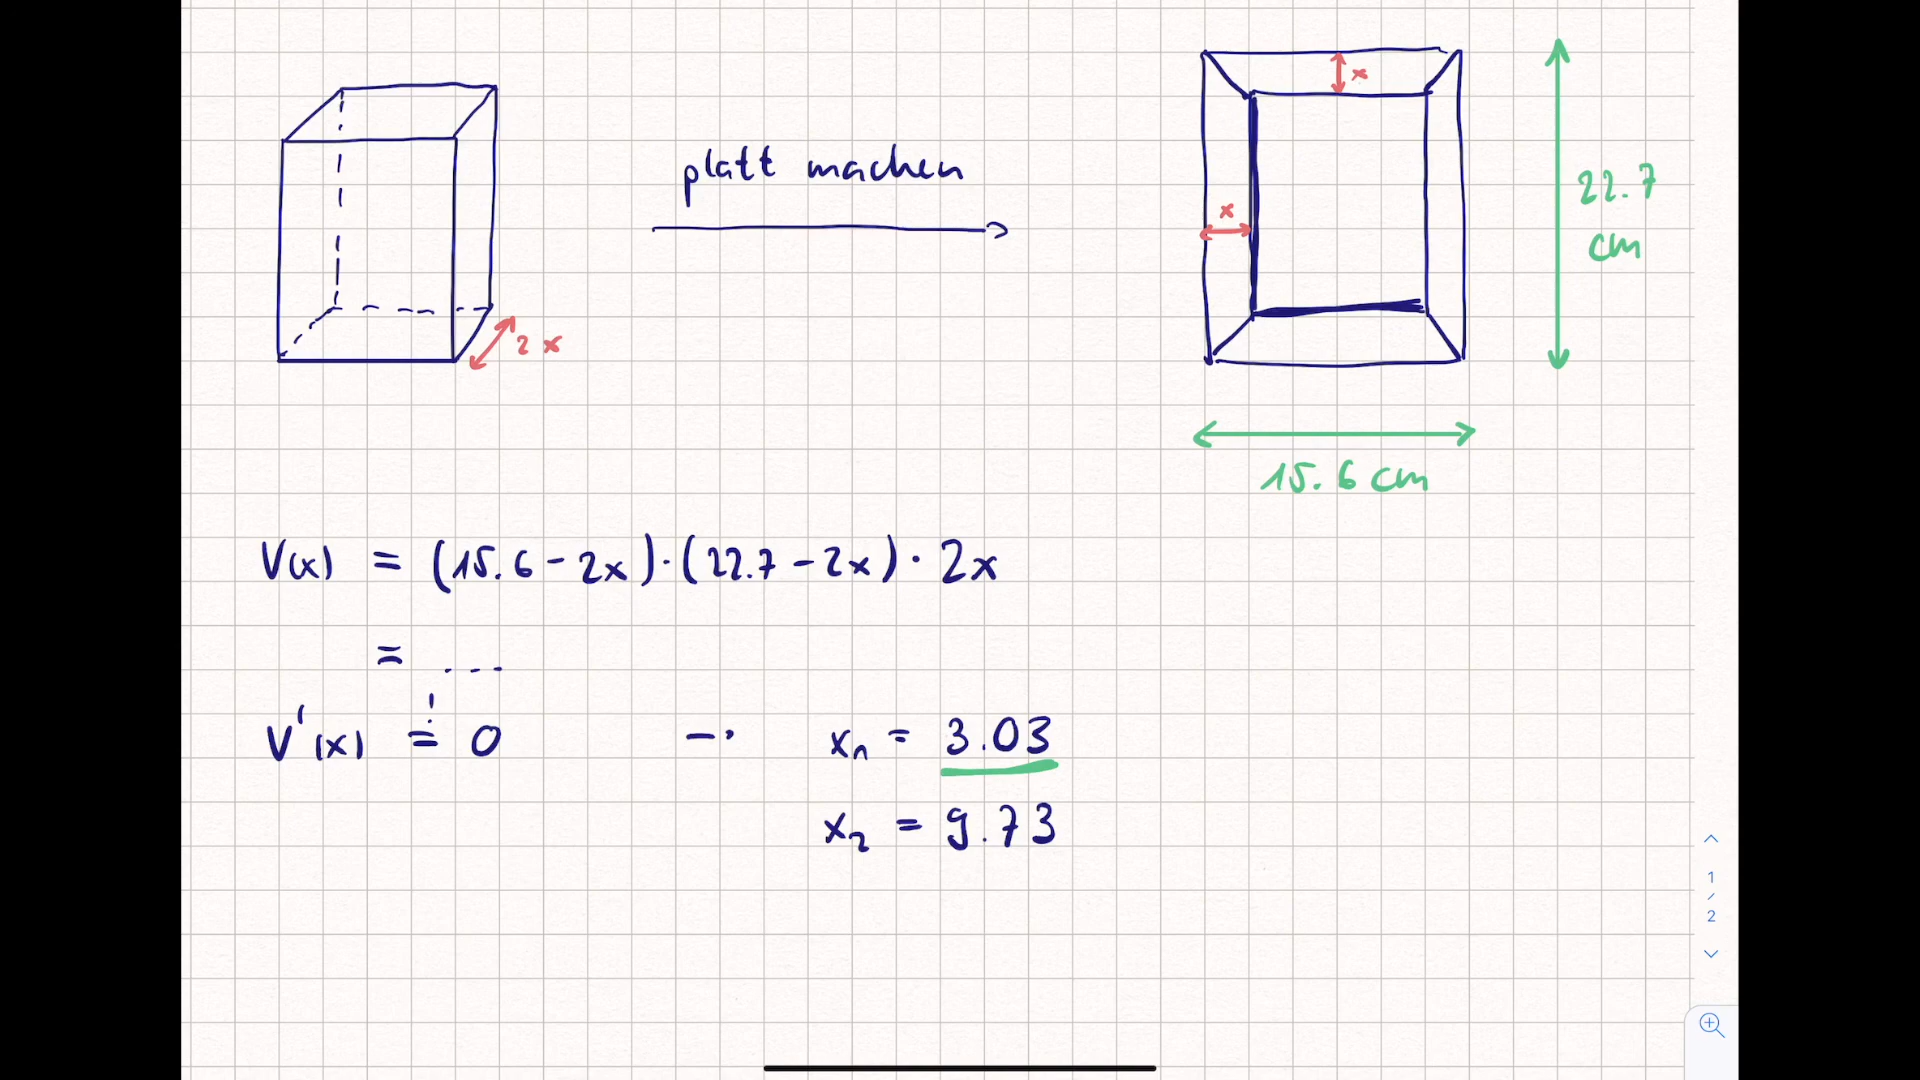 x
platt machen
22.7
cm
x
2x
15.6 cm
V(x) = (15.6 - 2x) · (22.7 - 2x) · 2x
= ...
V'(x) != 0 → x₁ = 3.03
x₂ = 9.73
1
/
2